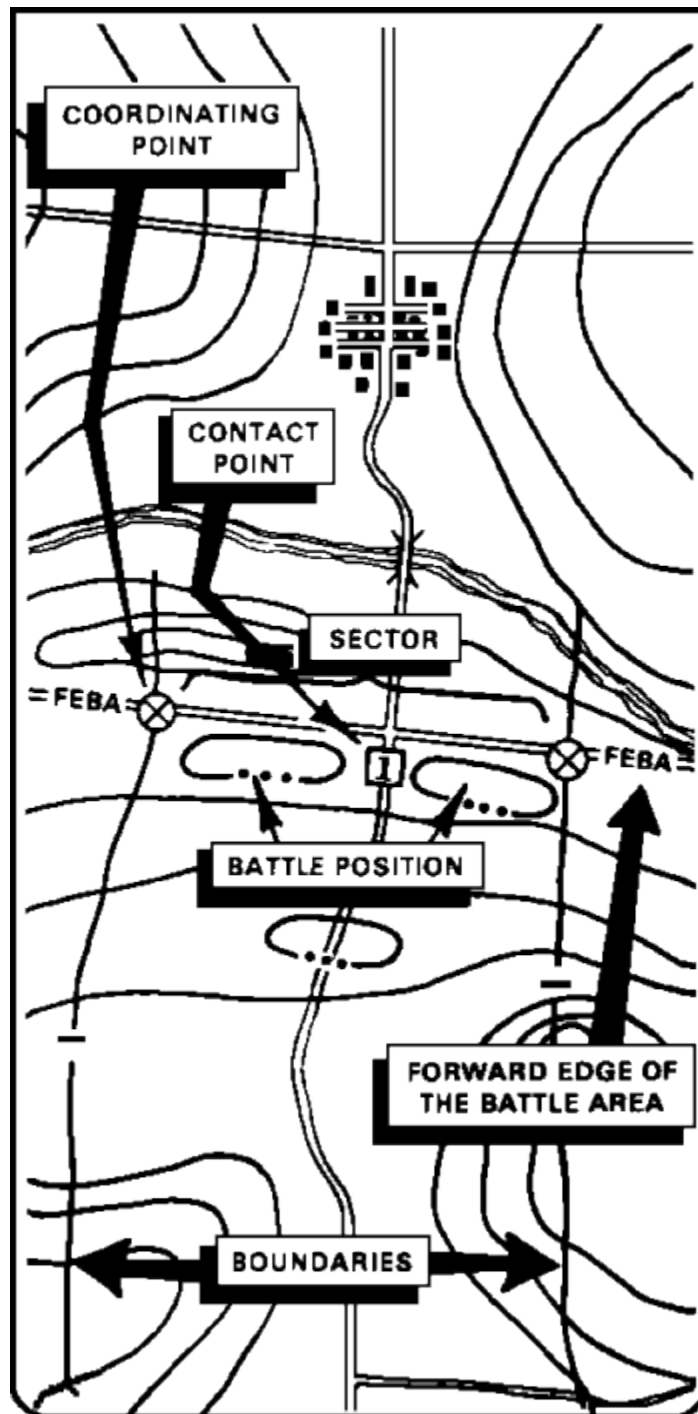 COORDINATING
POINT
CONTACT
POINT
SECTOR
FEBA
FEBA
1
BATTLE POSITION
FORWARD EDGE OF
THE BATTLE AREA
BOUNDARIES